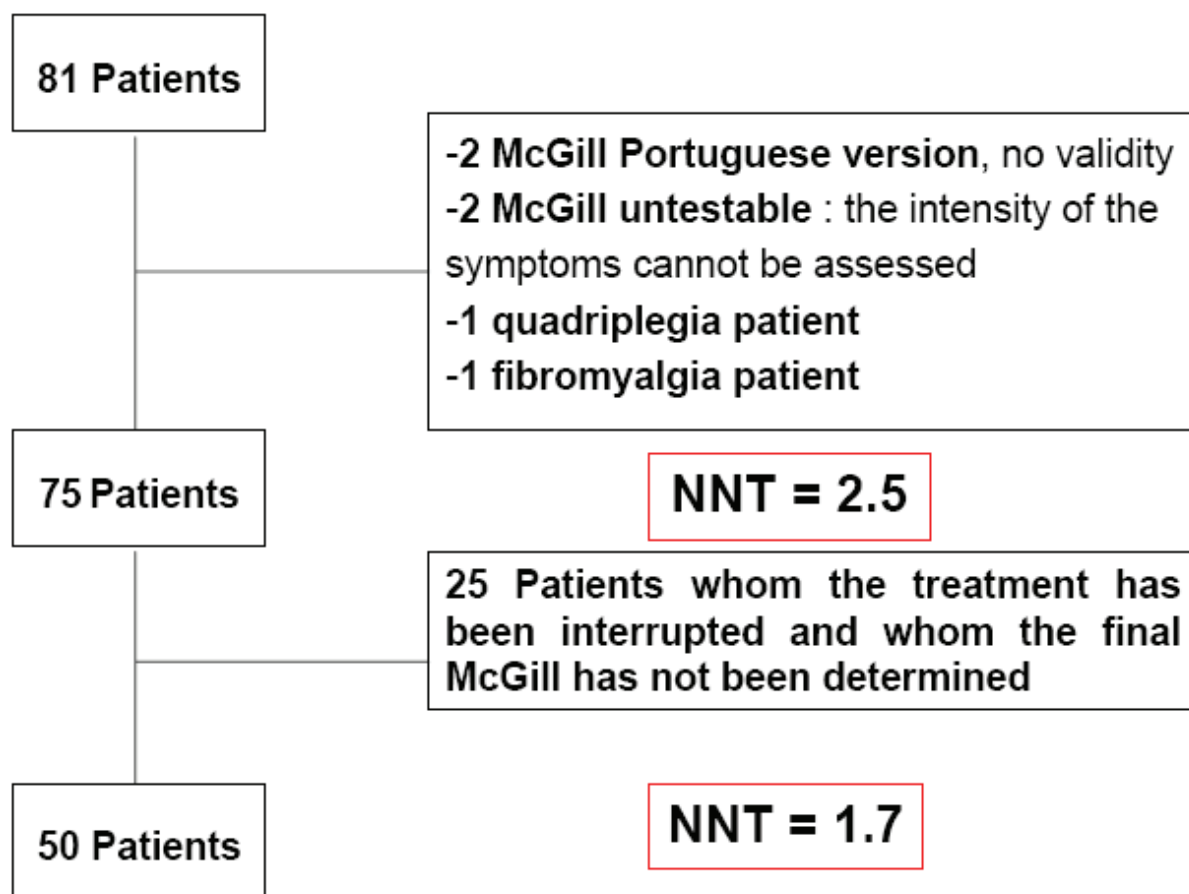 81 Patients
-2 McGill Portuguese version, no validity
-2 McGill untestable : the intensity of the
symptoms cannot be assessed
-1 quadriplegia patient
-1 fibromyalgia patient
75 Patients
NNT = 2.5
25 Patients whom the treatment has
been interrupted and whom the final
McGill has not been determined
50 Patients
NNT = 1.7